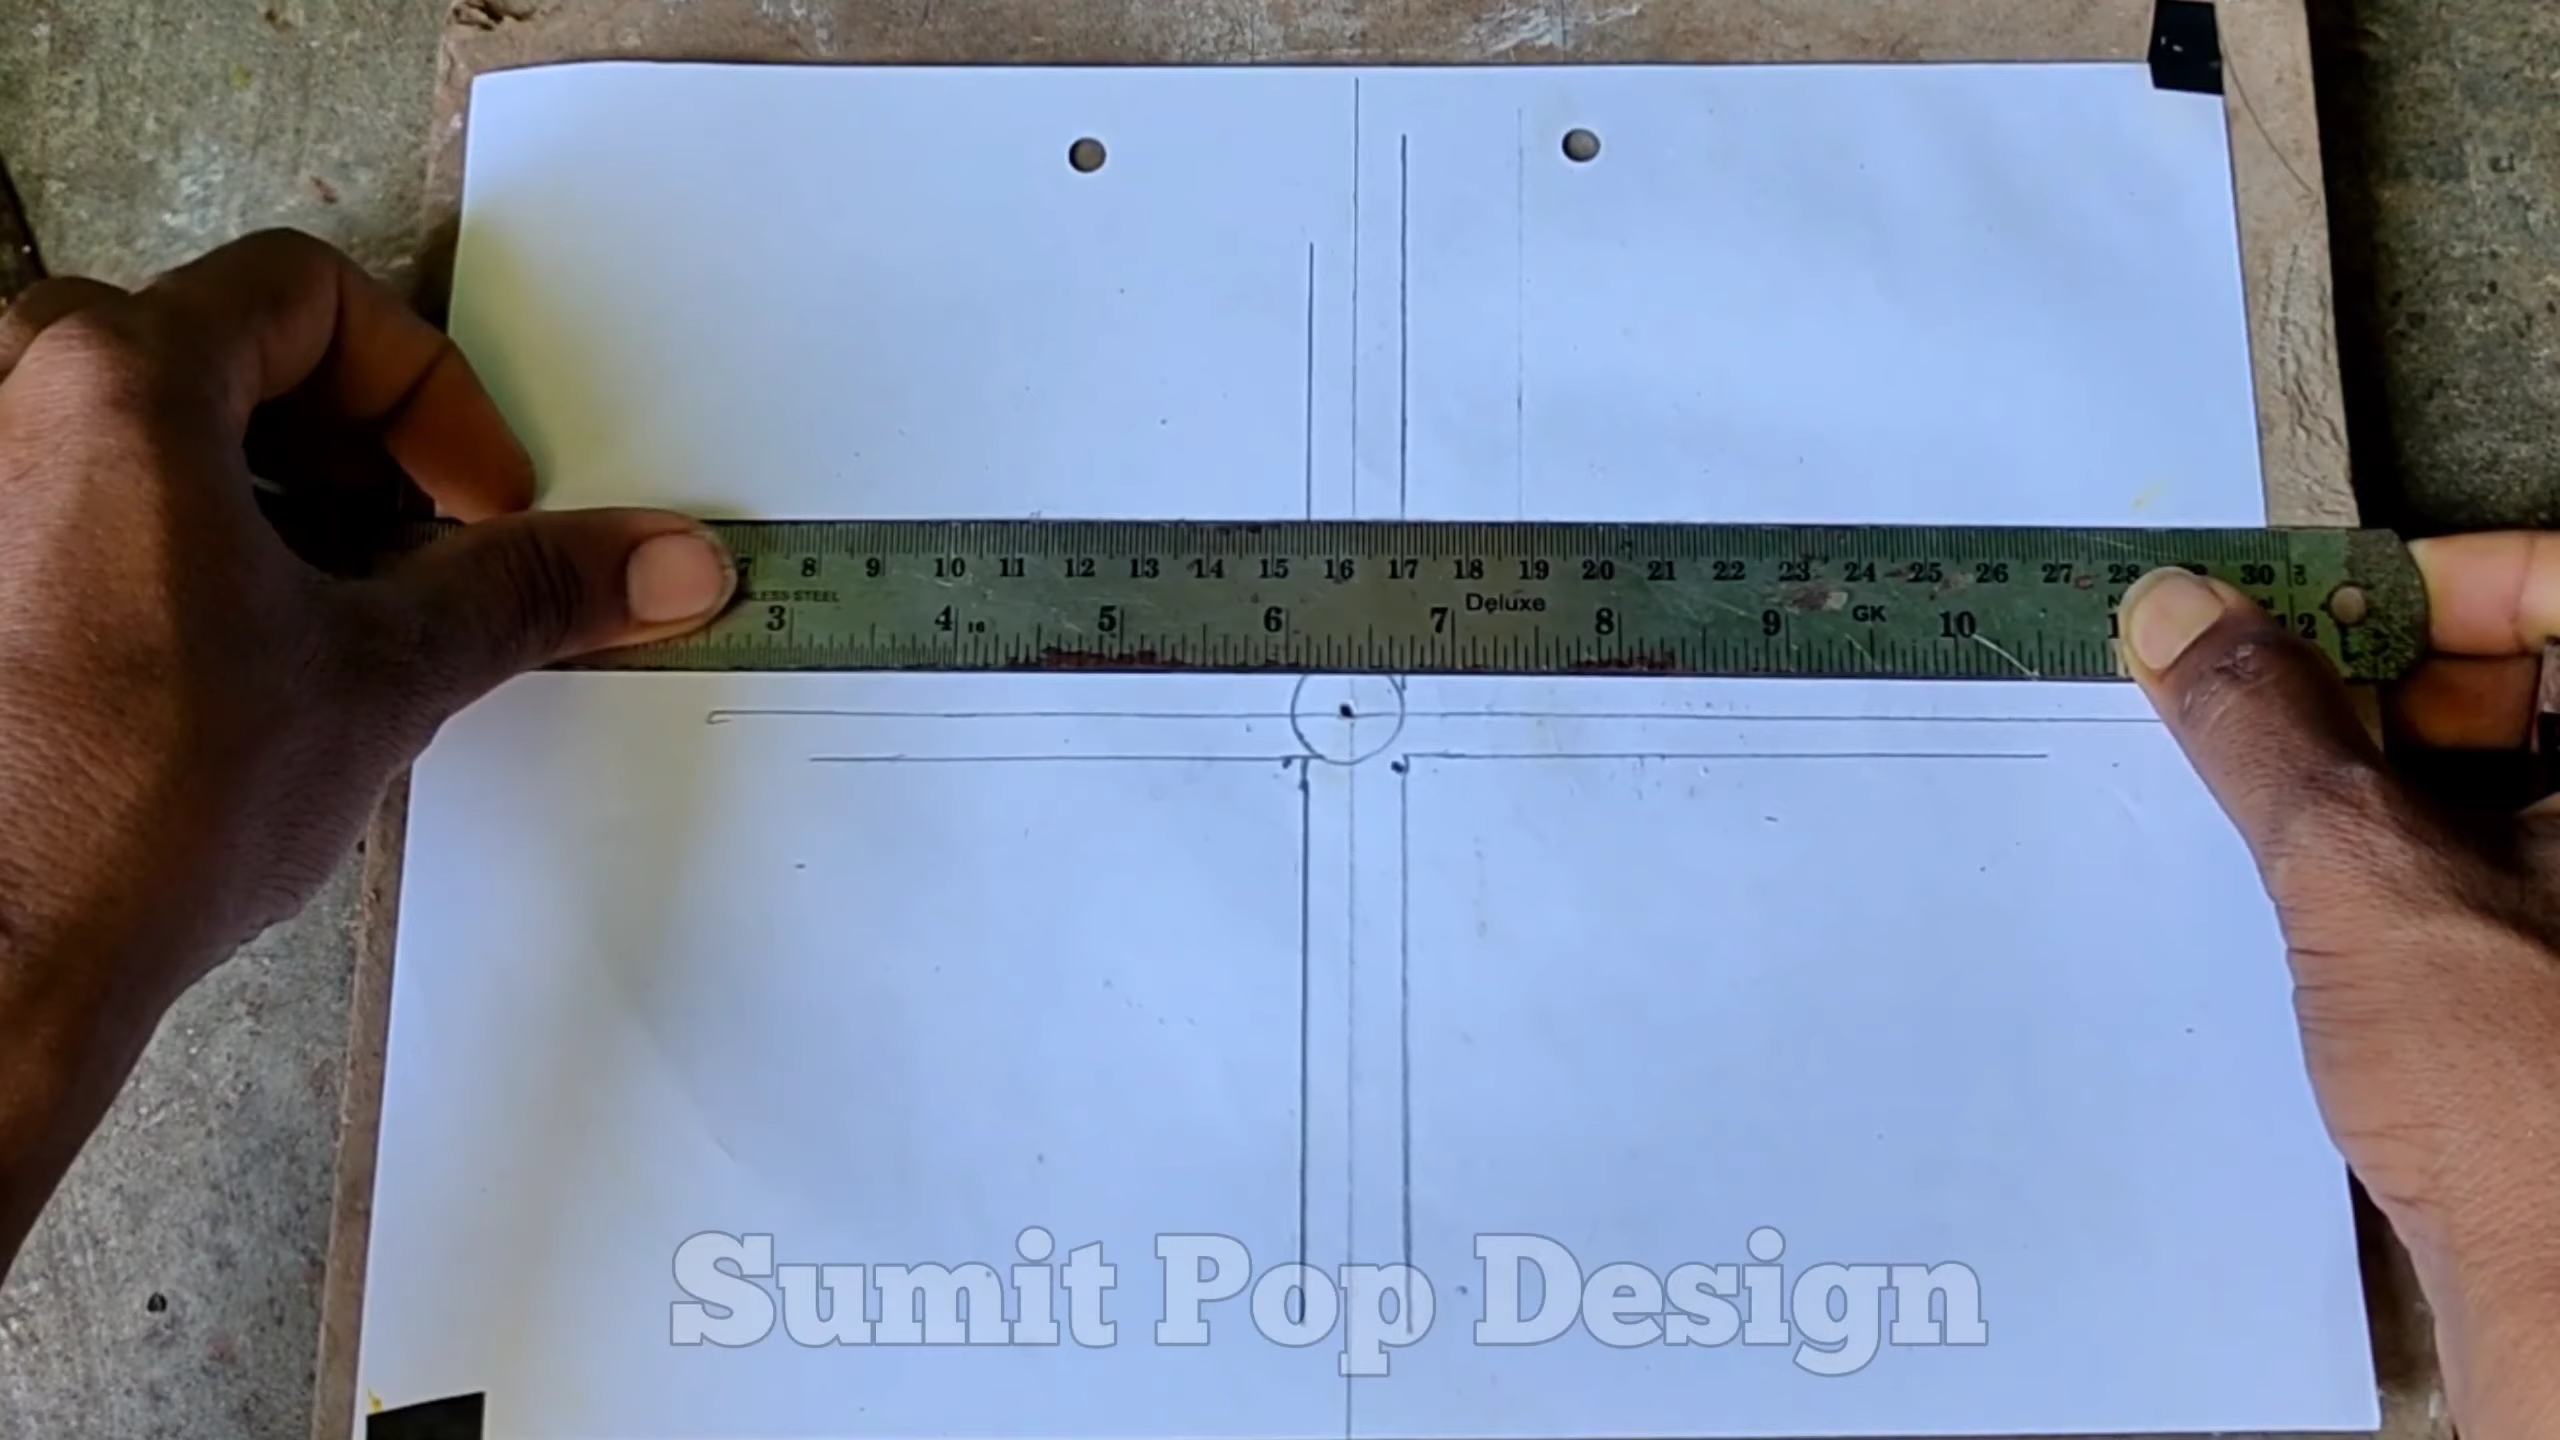 7 8 9 10 11 12 13 14 15 16 17 18 19 20 21 22 23 24 25 26 27 28 30 CM
LESS STEEL
Deluxe
GK
3 4 16 5 6 7 8 9 10
Sumit Pop Design